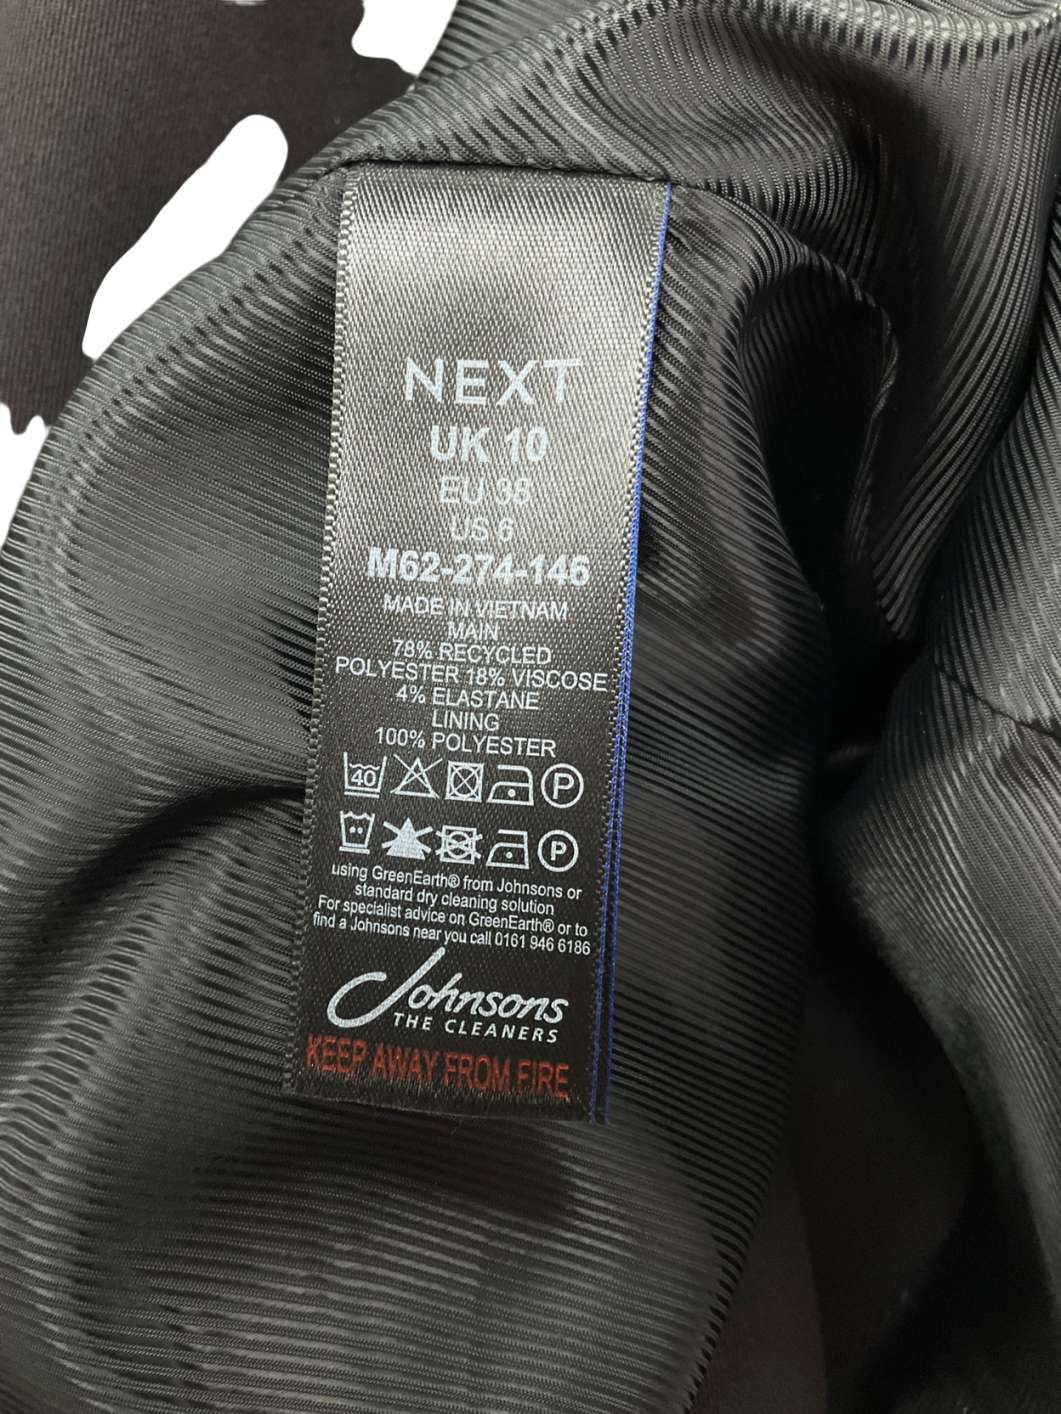 NEXT
UK 10
EU 38
US 6
M62-274-146
MADE IN VIETNAM
MAIN
78% RECYCLED
POLYESTER 18% VISCOSE
4% ELASTANE
LINING
100% POLYESTER
40 P
P
using GreenEarth® from Johnsons or
standard dry cleaning solution
For specialist advice on GreenEarth® or to
find a Johnsons near you call 0161 946 6186
Johnsons
THE CLEANERS
KEEP AWAY FROM FIRE